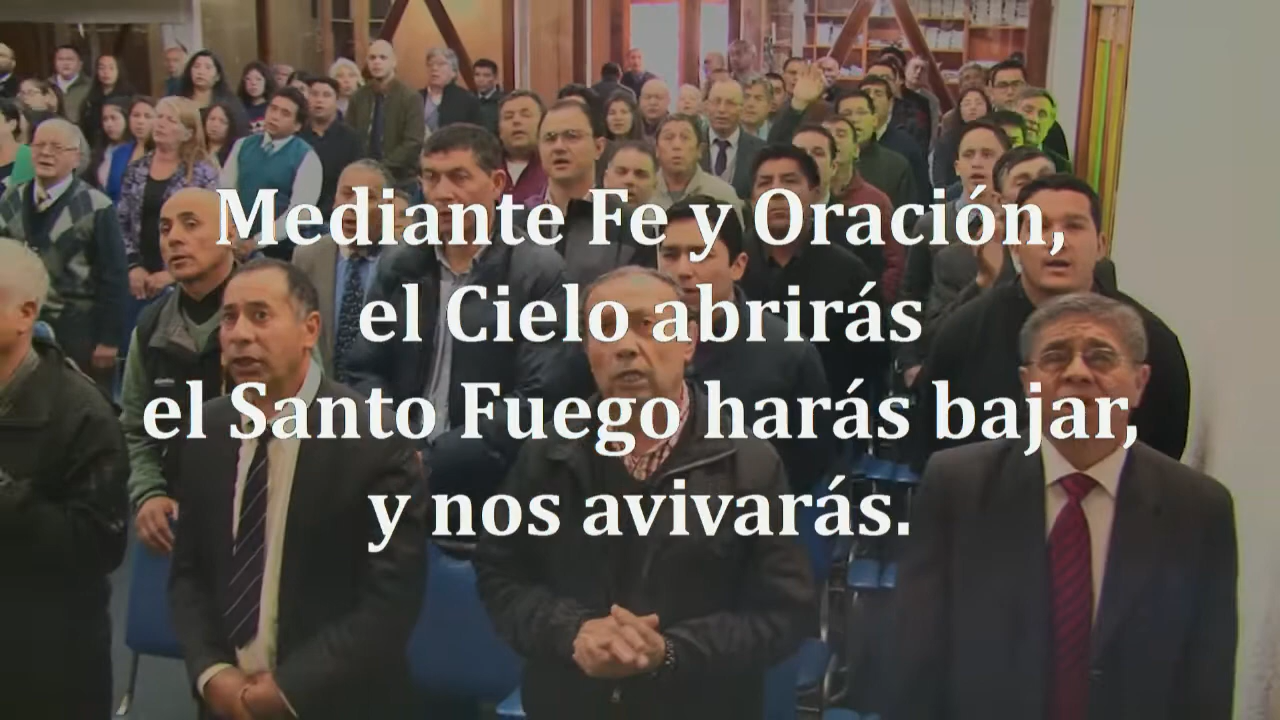 Mediante Fe y Oración,
el Cielo abrirás
el Santo Fuego harás bajar,
y nos avivarás.